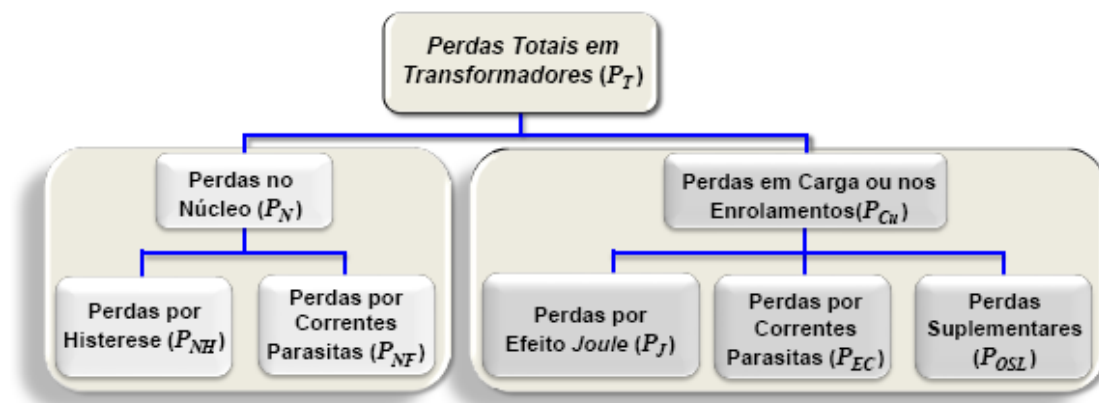 Perdas Totais em
Transformadores (P_T)
Perdas no
Núcleo (P_N)
Perdas em Carga ou nos
Enrolamentos(P_Cu)
Perdas por
Histerese (P_NH)
Perdas por
Correntes
Parasitas (P_NF)
Perdas por
Efeito Joule (P_J)
Perdas por
Correntes
Parasitas (P_EC)
Perdas
Suplementares
(P_OSL)